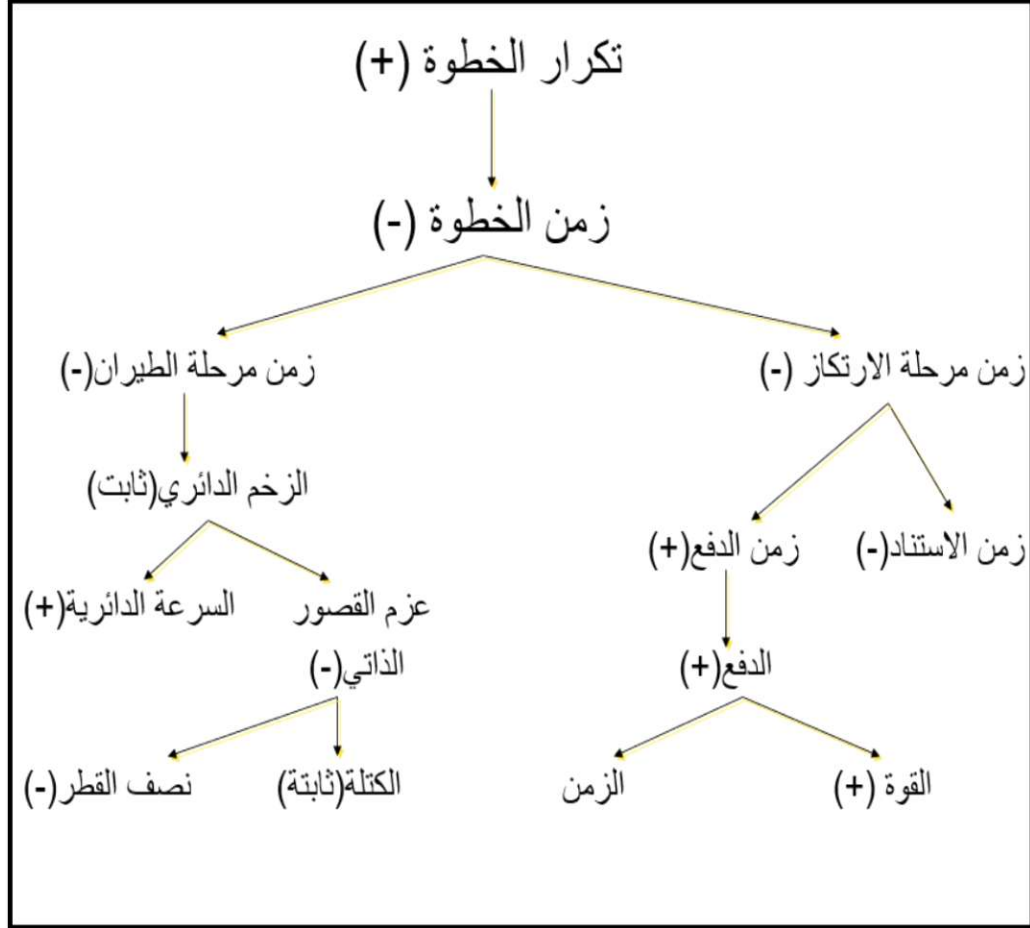 تكرار الخطوة (+)
زمن الخطوة (-)
زمن مرحلة الارتكاز (-)
زمن مرحلة الطيران(-)
الزخم الدائري(ثابت)
زمن الاستناد(-)
زمن الدفع(+)
عزم القصور
الذاتي(-)
السرعة الدائرية(+)
الدفع(+)
القوة (+)
الزمن
الكتلة(ثابتة)
نصف القطر(-)